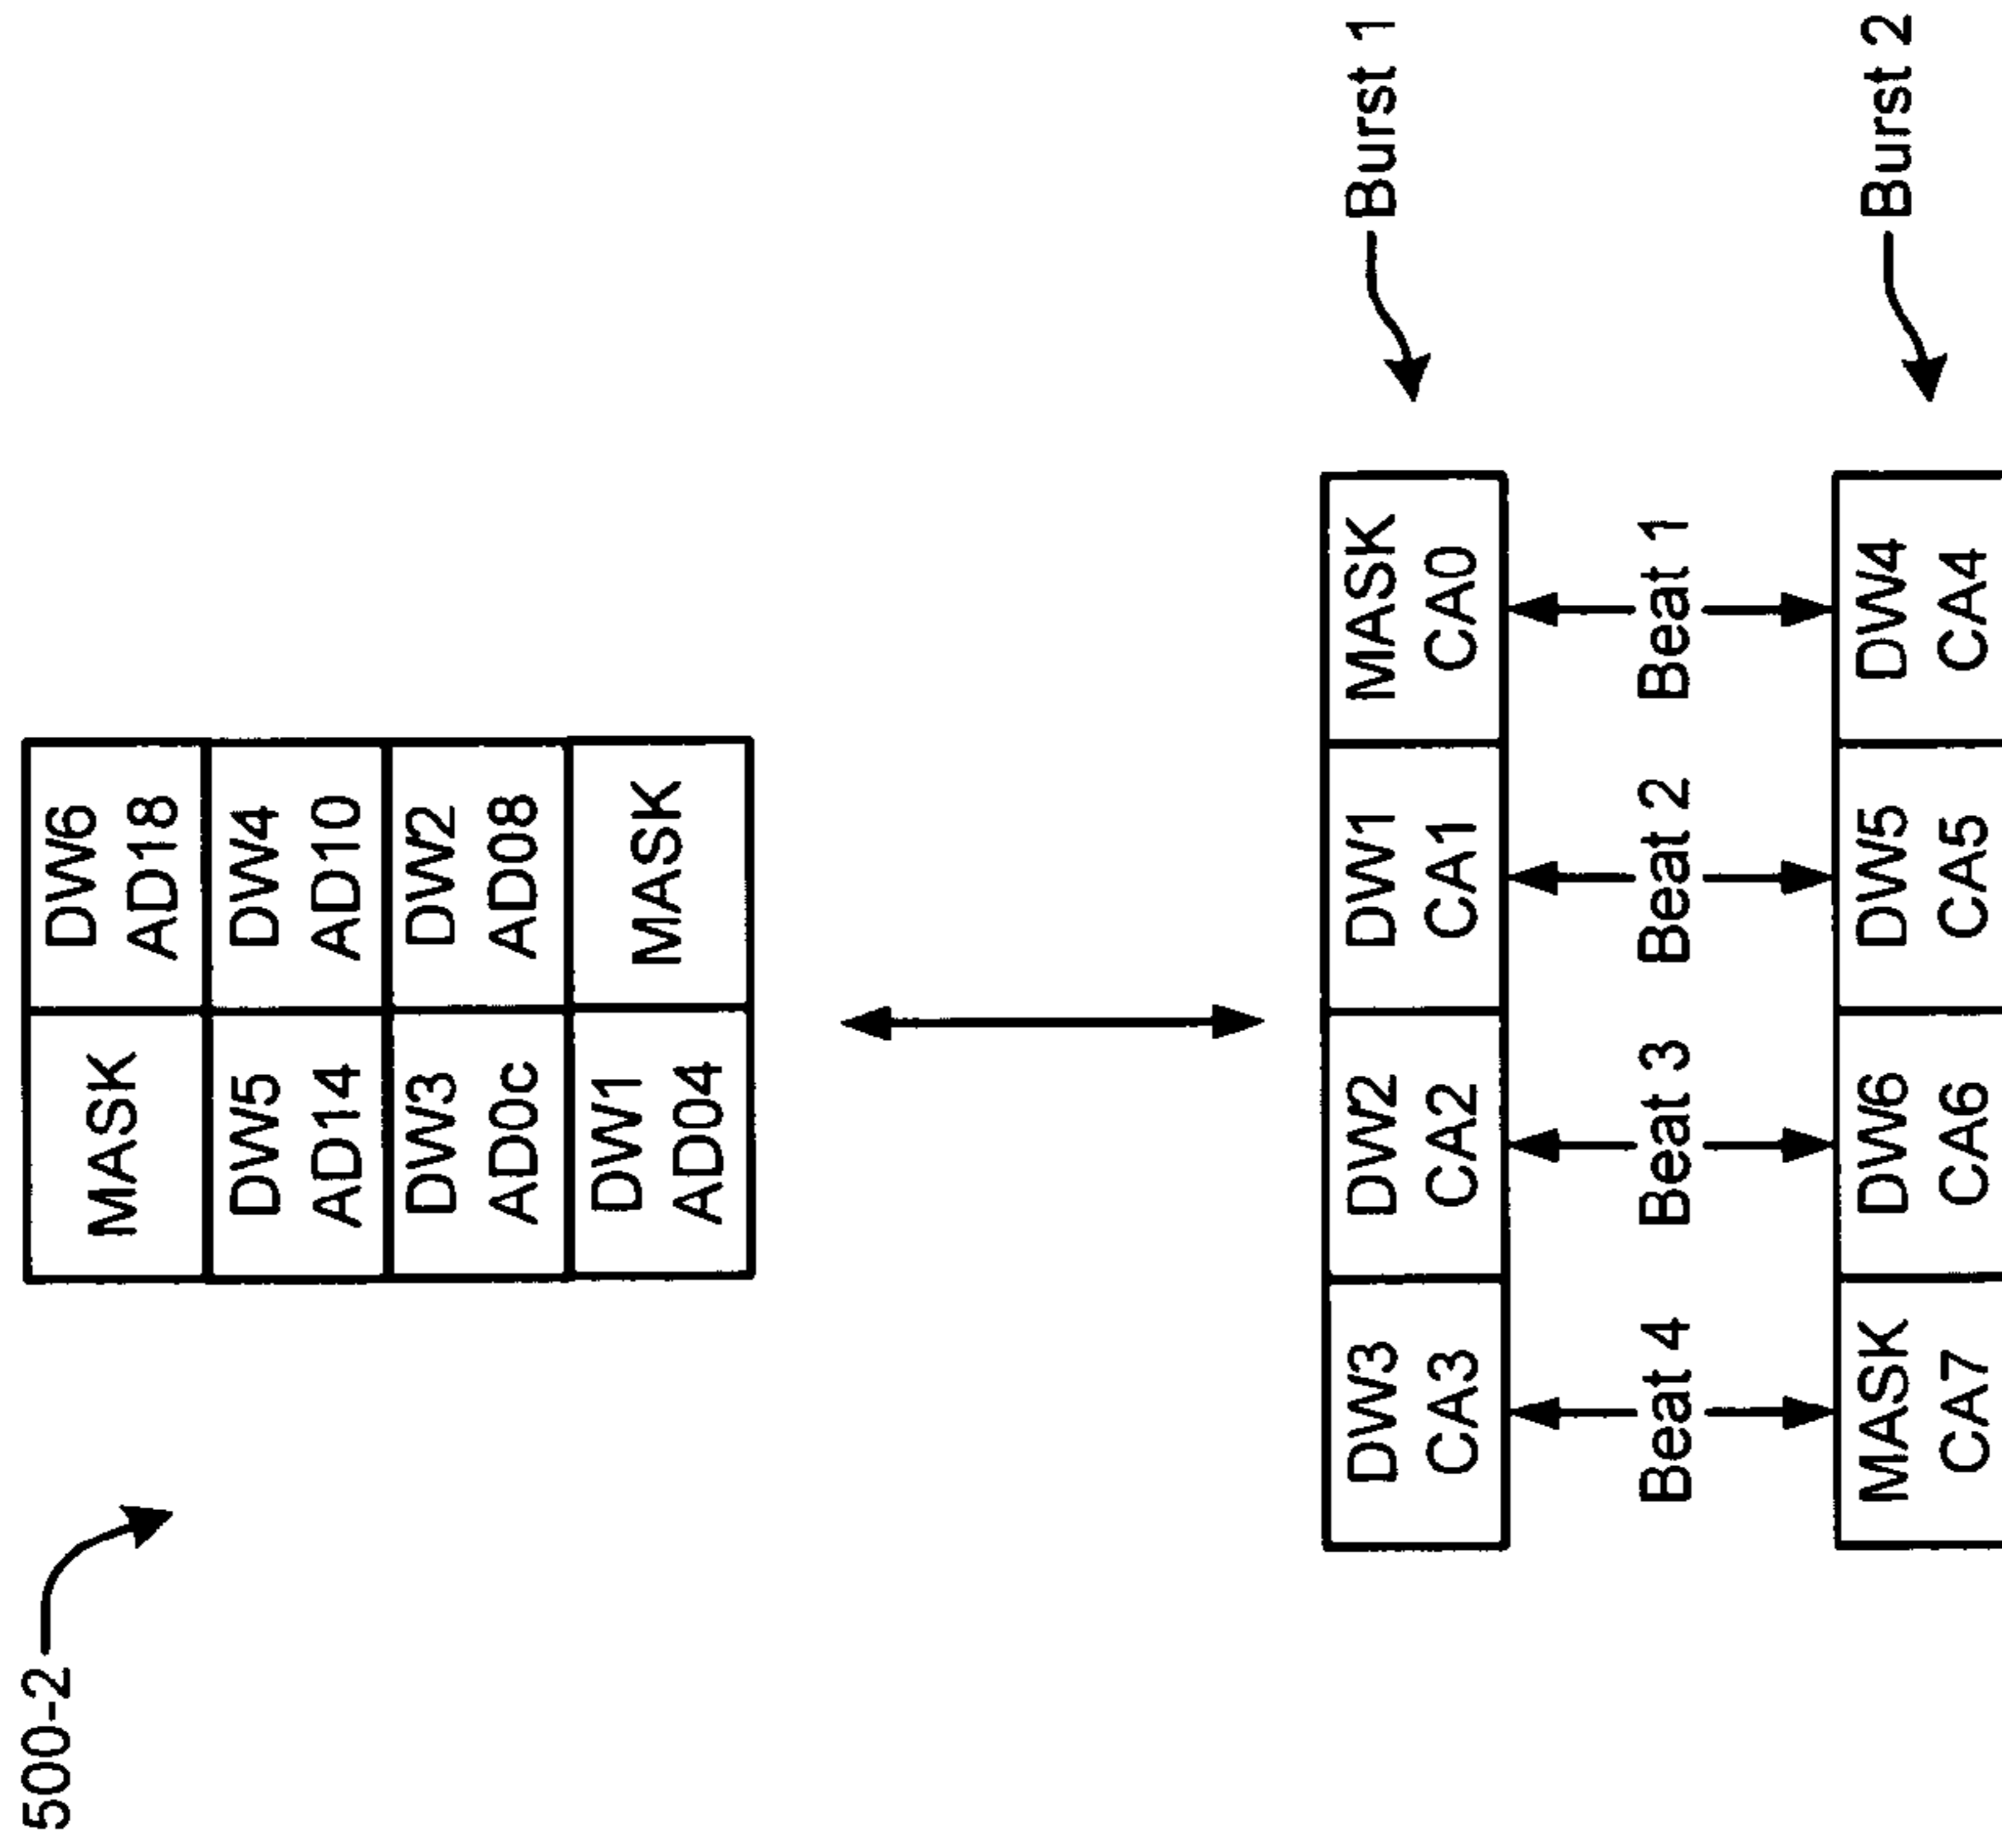 500-2
MASK
DW6
AD18
DW5
AD14
DW4
AD10
DW3
AD0c
DW2
AD08
DW1
AD04
MASK
Burst 1
DW3
CA3
DW2
CA2
DW1
CA1
MASK
CA0
Beat 4
Beat 3
Beat 2
Beat 1
Burst 2
MASK
CA7
DW6
CA6
DW5
CA5
DW4
CA4